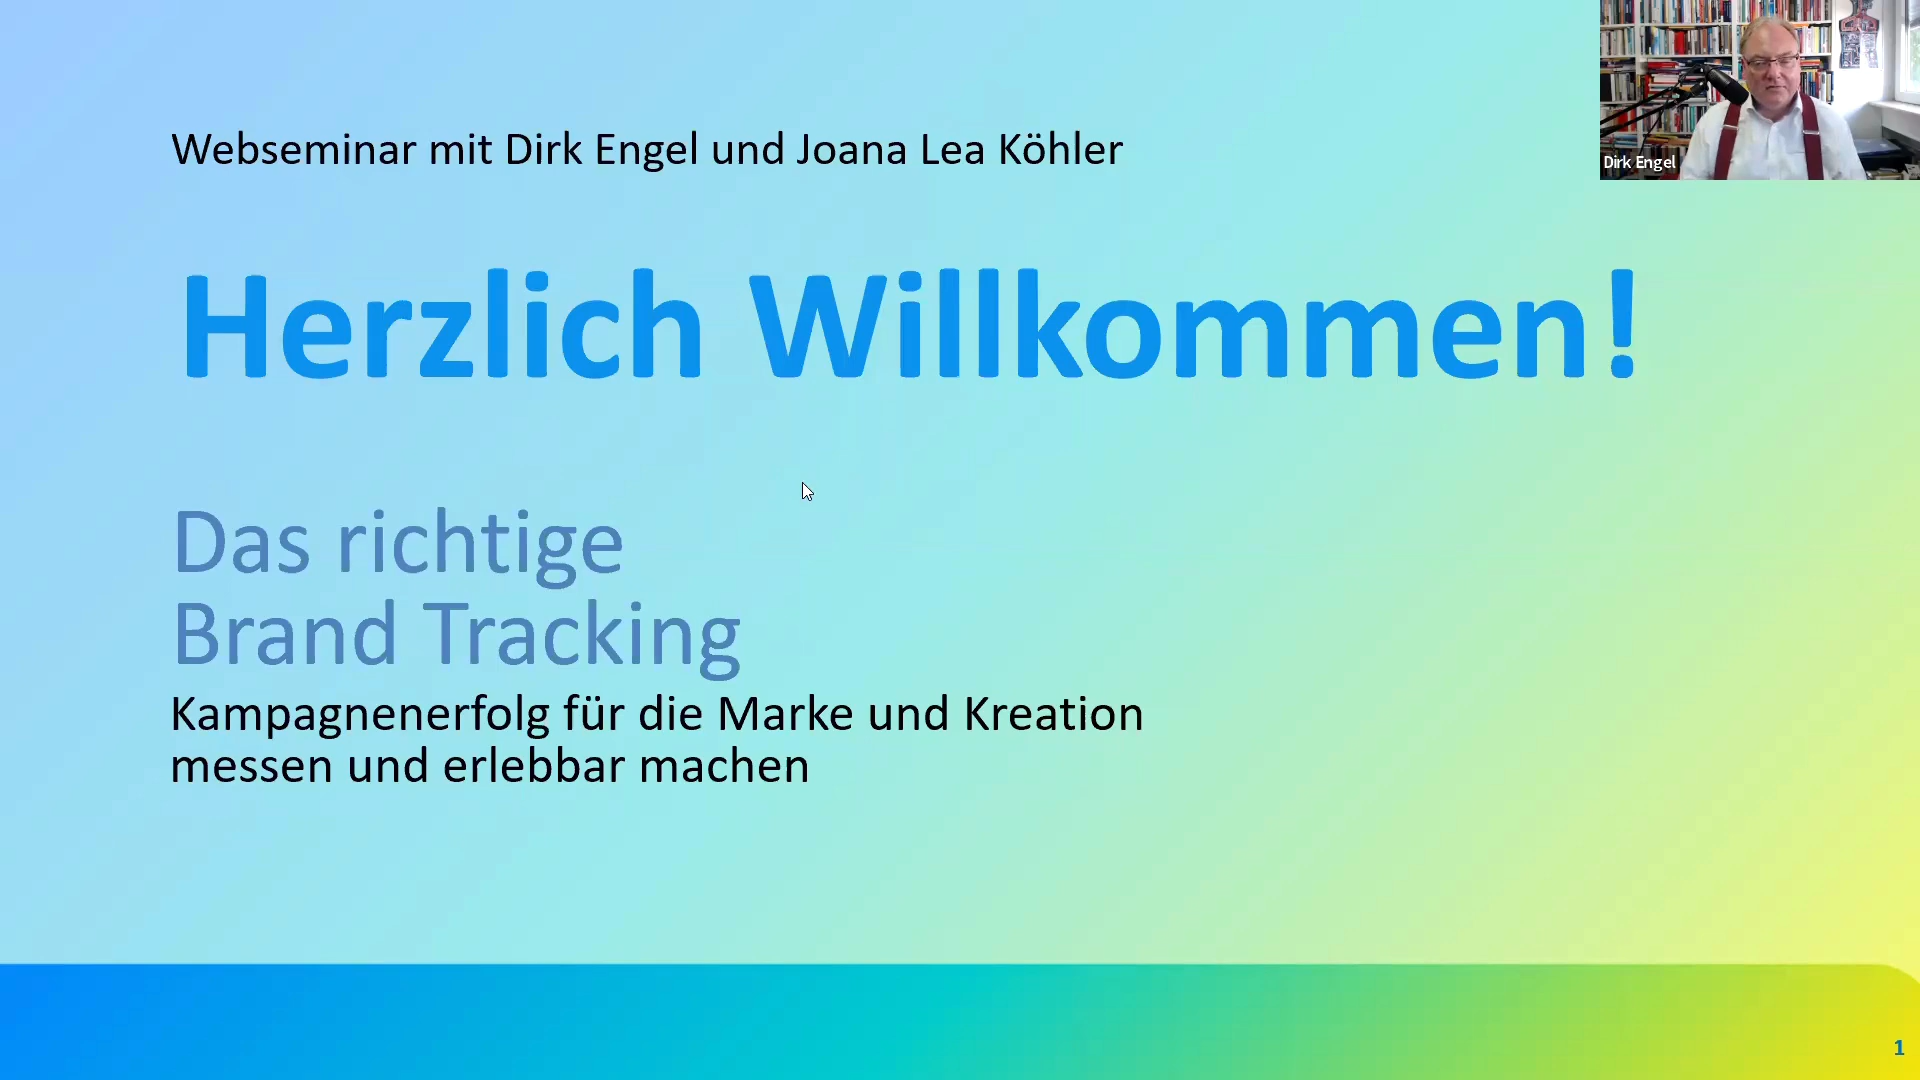 Webseminar mit Dirk Engel und Joana Lea Köhler
Dirk Engel
Herzlich Willkommen!
Das richtige
Brand Tracking
Kampagnenerfolg für die Marke und Kreation
messen und erlebbar machen
1